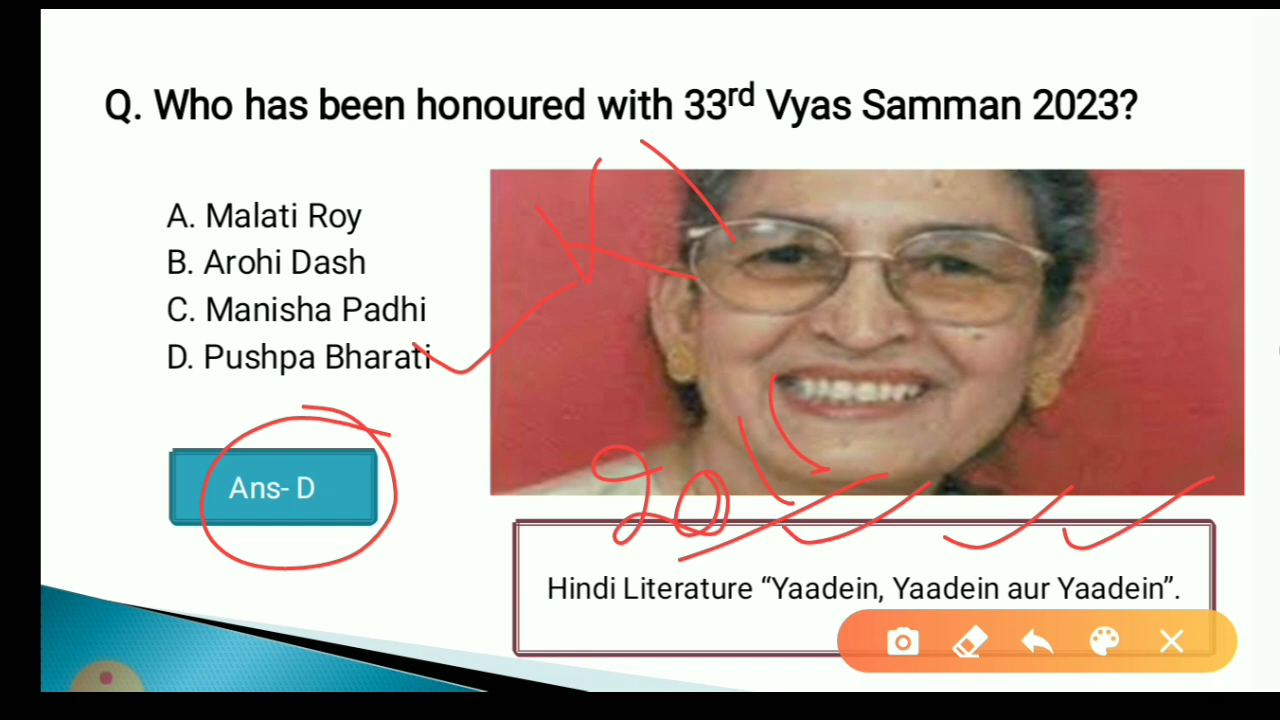 Q. Who has been honoured with 33rd Vyas Samman 2023?
A. Malati Roy
B. Arohi Dash
C. Manisha Padhi
D. Pushpa Bharati
Ans- D
Hindi Literature “Yaadein, Yaadein aur Yaadein”.